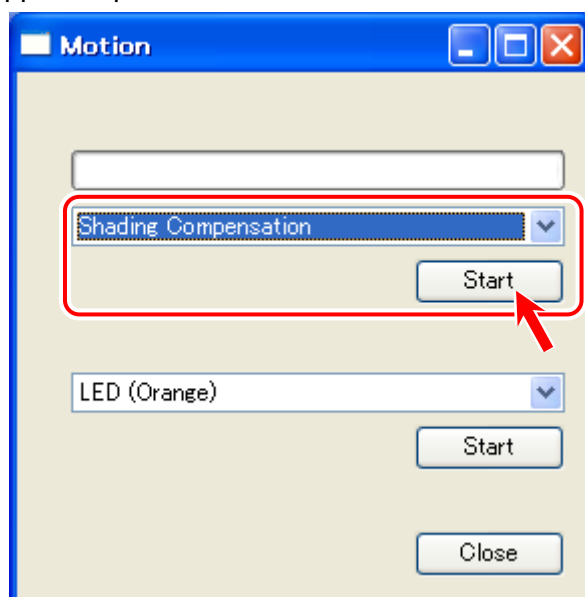 Motion
Shading Compensation
Start
LED (Orange)
Start
Close